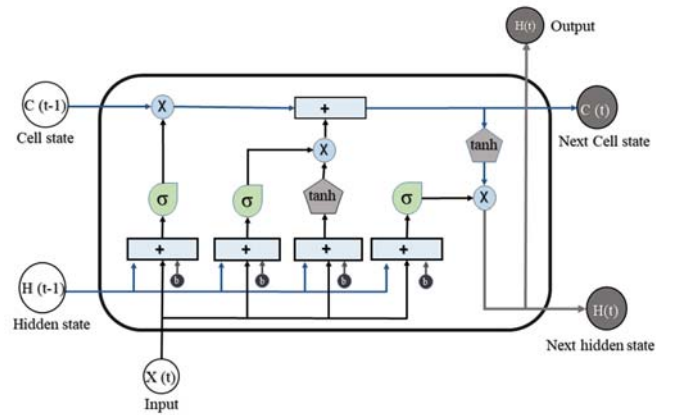 H(t)
Output
C (t-1)
X
+
C (t)
Cell state
Next Cell state
tanh
X
σ
σ
tanh
σ
X
+
+
+
+
b
b
b
b
H (t-1)
H(t)
Hidden state
Next hidden state
X (t)
Input